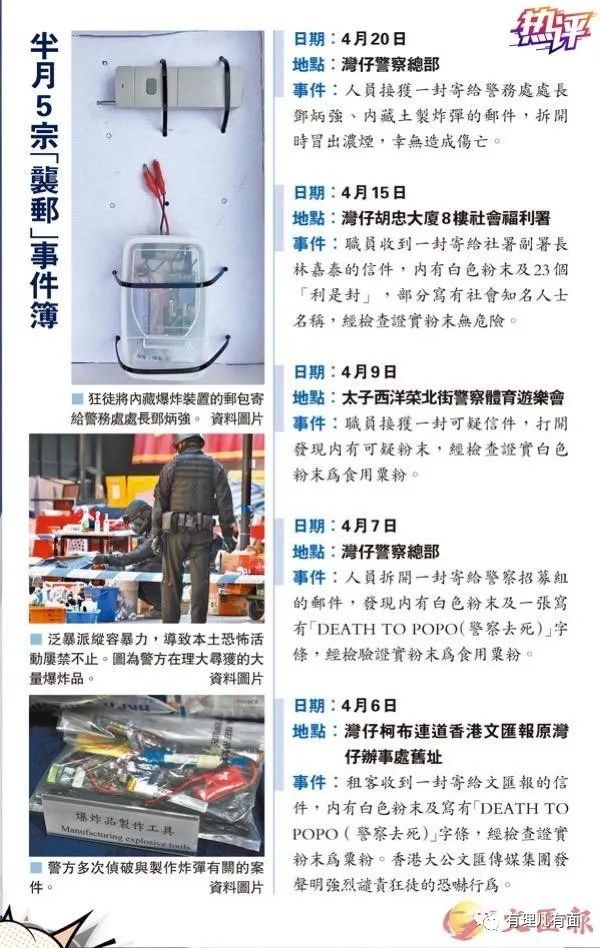 热评
半月5宗「襲郵」事件簿
狂徒將內藏爆炸裝置的郵包寄
給警務處處長鄧炳強。 資料圖片
爆炸品製作工具
Manufacturing explosive tools
泛暴派縱容暴力，導致本土恐怖活
動屢禁不止。圖為警方在理大尋獲的大
量爆炸品。 資料圖片
警方多次偵破與製作炸彈有關的案
件。 資料圖片
日期：4月20日
地點：灣仔警察總部
事件：人員接獲一封寄給警務處處長
鄧炳強、內藏土製炸彈的郵件，拆開
時冒出濃煙，幸無造成傷亡。
日期：4月15日
地點：灣仔胡忠大廈8樓社會福利署
事件：職員收到一封寄給社署副署長
林嘉泰的信件，內有白色粉末及23個
「利是封」，部分寫有社會知名人士
名稱，經檢查證實粉末無危險。
日期：4月9日
地點：太子西洋菜北街警察體育遊樂會
事件：職員接獲一封可疑信件，打開
發現內有可疑粉末，經檢查證實白色
粉末為食用粟粉。
日期：4月7日
地點：灣仔警察總部
事件：人員拆開一封寄給警察招募組
的郵件，發現內有白色粉末及一張寫
有「DEATH TO POPO（警察去死）」字
條，經檢驗證實粉末為食用粟粉。
日期：4月6日
地點：灣仔柯布連道香港文匯報原灣
仔辦事處舊址
事件：租客收到一封寄給文匯報的信
件，內有白色粉末及寫有「DEATH TO
POPO（警察去死）」字條，經檢查證實
粉末為粟粉。香港大公文匯傳媒集團發
聲明強烈譴責狂徒的恐嚇行為。
文匯報
有理儿有面